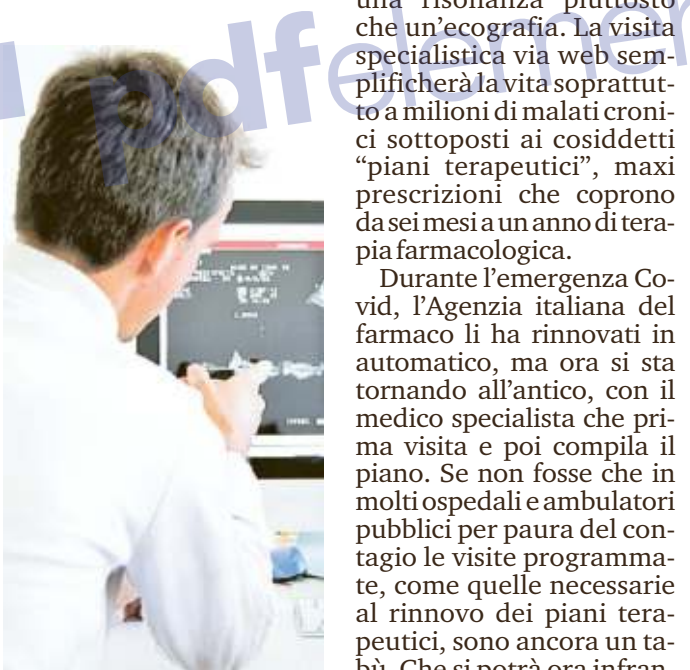 una risonanza piuttosto
che un'ecografia. La visita
specialistica via web sem-
plificherà la vita soprattut-
to a milioni di malati croni-
ci sottoposti ai cosiddetti
“piani terapeutici”, maxi
prescrizioni che coprono
da sei mesi a un anno di tera-
pia farmacologica.
Durante l’emergenza Co-
vid, l’Agenzia italiana del
farmaco li ha rinnovati in
automatico, ma ora si sta
tornando all’antico, con il
medico specialista che pri-
ma visita e poi compila il
piano. Se non fosse che in
molti ospedali e ambulatori
pubblici per paura del con-
tagio le visite programma-
te, come quelle necessarie
al rinnovo dei piani tera-
peutici, sono ancora un ta-
bù. Che si potrà ora infran-
pdfelemen